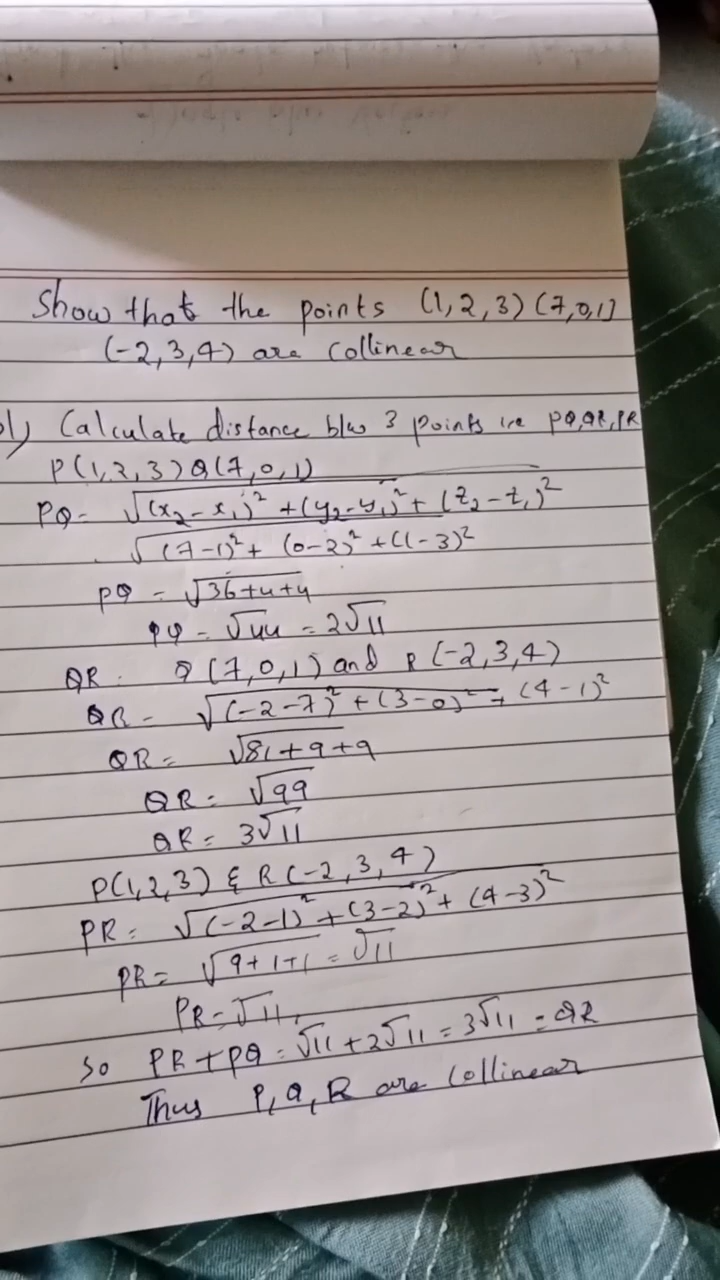 Show that the points (1,2,3) (7,0,1)
(-2,3,4) are collinear
Calculate distance b/w 3 points i.e PQ,QR,PR
P(1,2,3) Q(7,0,1)
PQ = √(x₂-x₁)² + (y₂-y₁)² + (z₂-z₁)²
√(7-1)² + (0-2)² + (1-3)²
PQ = √36+4+4
PQ = √44 = 2√11
QR. Q(7,0,1) and R(-2,3,4)
QR = √(-2-7)² + (3-0)² + (4-1)²
QR = √81+9+9
QR = √99
QR = 3√11
P(1,2,3) & R(-2,3,4)
PR = √(-2-1)² + (3-2)² + (4-3)²
PR = √9+1+1 = √11
PR = √11,
So PR + PQ = √11 + 2√11 = 3√11 = QR
Thus P,Q,R are collinear